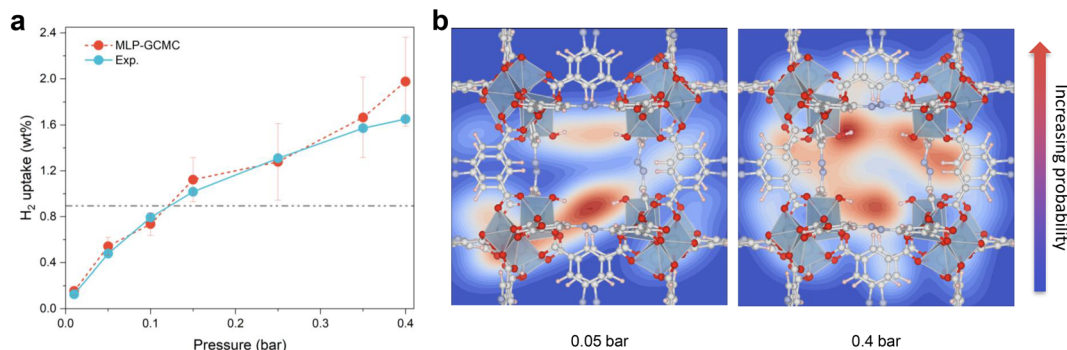 a
MLP-GCMC
Exp.
H2 uptake (wt%)
2.4
2.0
1.6
1.2
0.8
0.4
0.0
0.0
0.1
0.2
0.3
0.4
Pressure (bar)
b
0.05 bar
0.4 bar
Increasing probability